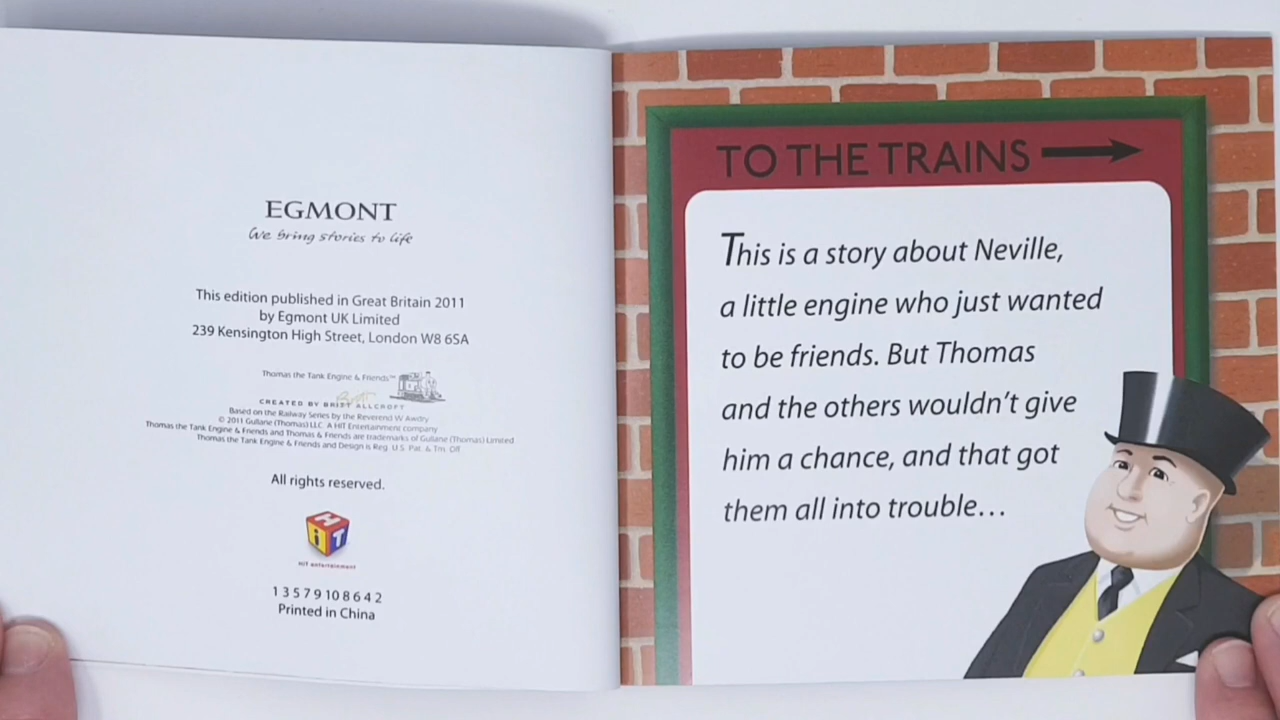 EGMONT
We bring stories to life
This edition published in Great Britain 2011
by Egmont UK Limited
239 Kensington High Street, London W8 6SA
Thomas the Tank Engine & Friends™
CREATED BY BRITT ALLCROFT
Based on the Railway Series by the Reverend W Awdry
© 2011 Gullane (Thomas) LLC. A HIT Entertainment company
Thomas the Tank Engine & Friends and Thomas & Friends are trademarks of Gullane (Thomas) Limited
Thomas the Tank Engine & Friends and Design is Reg. U.S. Pat. & Tm. Off
All rights reserved.
HiT
HIT entertainment
1 3 5 7 9 10 8 6 4 2
Printed in China
TO THE TRAINS
This is a story about Neville,
a little engine who just wanted
to be friends. But Thomas
and the others wouldn't give
him a chance, and that got
them all into trouble…